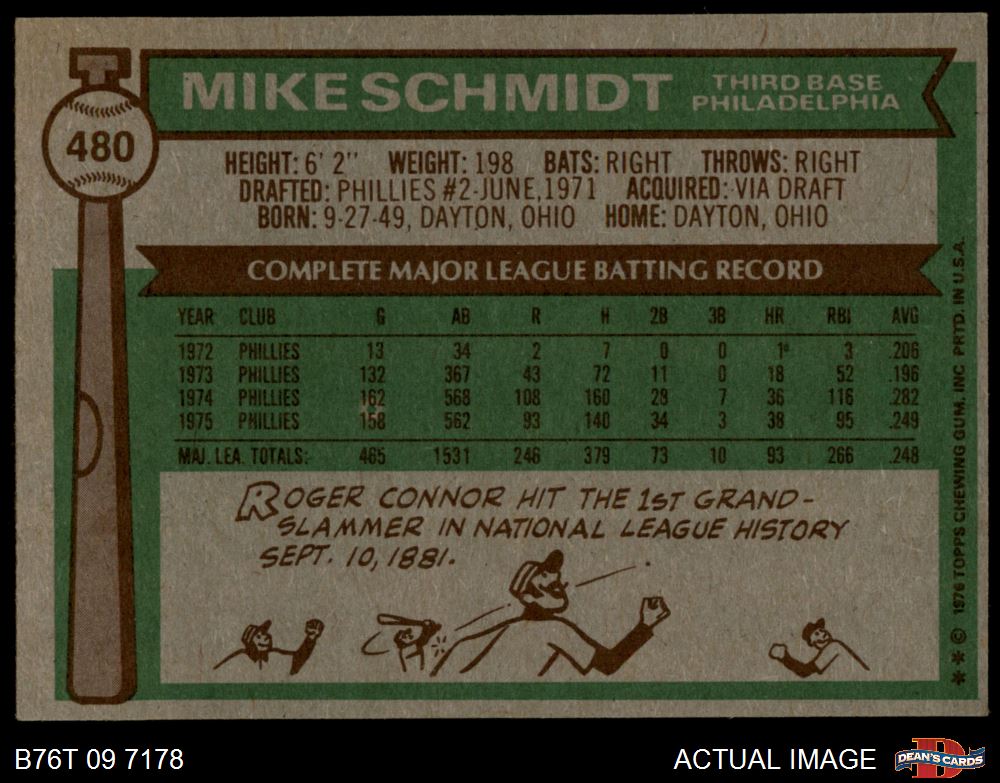 MIKE SCHMIDT THIRD BASE PHILADELPHIA
480
HEIGHT: 6' 2" WEIGHT: 198 BATS: RIGHT THROWS: RIGHT
DRAFTED: PHILLIES #2-JUNE,1971 ACQUIRED: VIA DRAFT
BORN: 9-27-49, DAYTON, OHIO HOME: DAYTON, OHIO
COMPLETE MAJOR LEAGUE BATTING RECORD
YEAR CLUB G AB R H 2B 3B HR RBI AVG
1972 PHILLIES 13 34 2 7 0 0 1* 3 .206
1973 PHILLIES 132 367 43 72 11 0 18 52 .196
1974 PHILLIES 162 568 108 160 28 7 36 116 .282
1975 PHILLIES 158 562 93 140 34 3 38 95 .249
MAJ. LEA. TOTALS: 465 1531 246 379 73 10 93 266 .248
ROGER CONNOR HIT THE 1ST GRAND-
SLAMMER IN NATIONAL LEAGUE HISTORY
SEPT. 10, 1881.
** © 1976 TOPPS CHEWING GUM, INC PRTD. IN U.S.A.
B76T 09 7178 ACTUAL IMAGE
D
DEAN'S CARDS